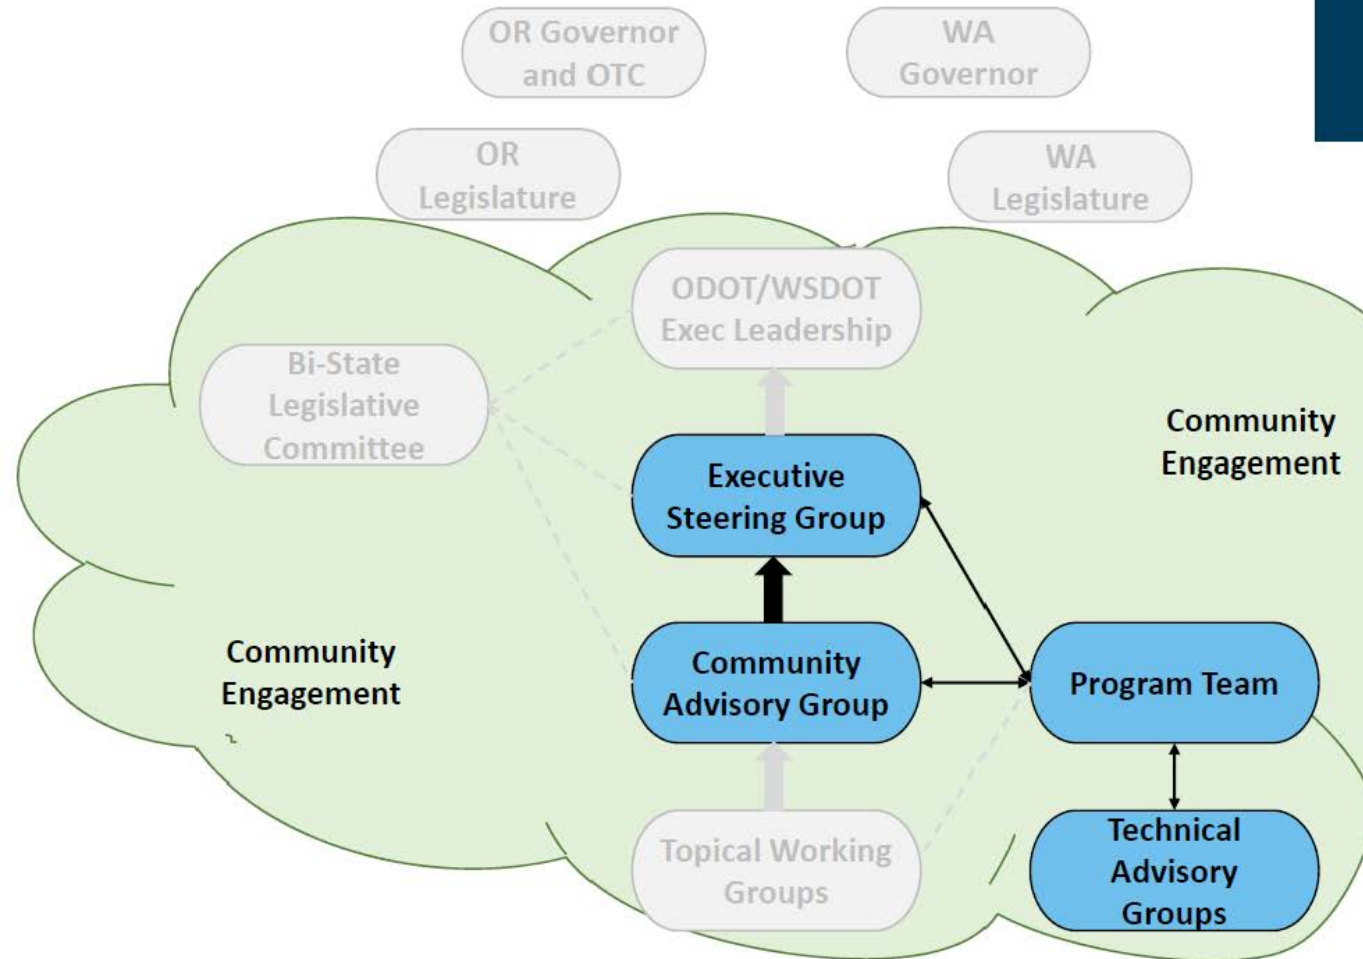 OR Governor
and OTC
WA
Governor
OR
Legislature
WA
Legislature
ODOT/WSDOT
Exec Leadership
Bi-State
Legislative
Committee
Community
Engagement
Executive
Steering Group
Community
Engagement
Community
Advisory Group
Program Team
Topical Working
Groups
Technical
Advisory
Groups